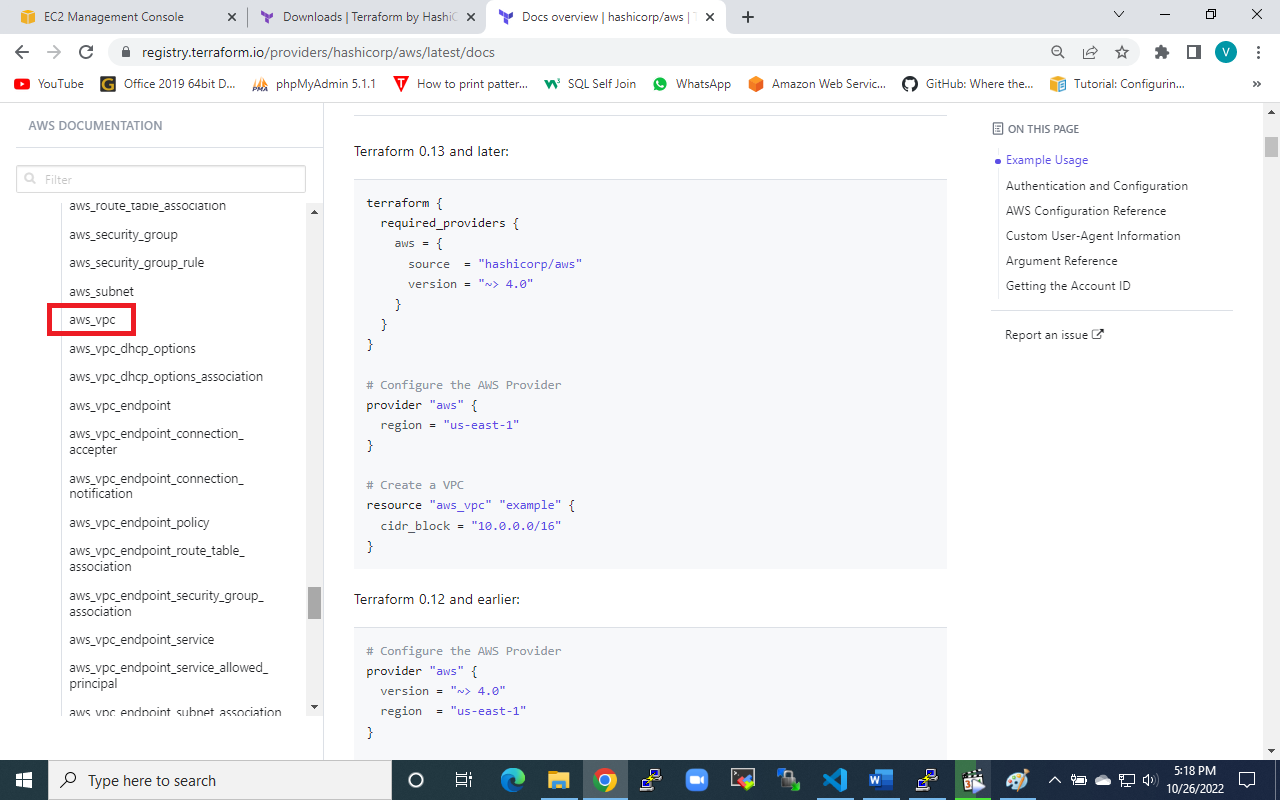 EC2 Management Console
Downloads | Terraform by HashiC
Docs overview | hashicorp/aws |
registry.terraform.io/providers/hashicorp/aws/latest/docs
V
YouTube
Office 2019 64bit D...
phpMyAdmin 5.1.1
How to print patter...
SQL Self Join
WhatsApp
Amazon Web Servic...
GitHub: Where the...
Tutorial: Configurin...
»
AWS DOCUMENTATION
Filter
aws_route_table_association
aws_security_group
aws_security_group_rule
aws_subnet
aws_vpc
aws_vpc_dhcp_options
aws_vpc_dhcp_options_association
aws_vpc_endpoint
aws_vpc_endpoint_connection_
accepter
aws_vpc_endpoint_connection_
notification
aws_vpc_endpoint_policy
aws_vpc_endpoint_route_table_
association
aws_vpc_endpoint_security_group_
association
aws_vpc_endpoint_service
aws_vpc_endpoint_service_allowed_
principal
aws_vpc_endpoint_subnet_association
Terraform 0.13 and later:
terraform {
required_providers {
aws = {
source  = "hashicorp/aws"
version = "~> 4.0"
}
}
}
# Configure the AWS Provider
provider "aws" {
region = "us-east-1"
}
# Create a VPC
resource "aws_vpc" "example" {
cidr_block = "10.0.0.0/16"
}
Terraform 0.12 and earlier:
# Configure the AWS Provider
provider "aws" {
version = "~> 4.0"
region  = "us-east-1"
}
ON THIS PAGE
Example Usage
Authentication and Configuration
AWS Configuration Reference
Custom User-Agent Information
Argument Reference
Getting the Account ID
Report an issue
Type here to search
5:18 PM
10/26/2022